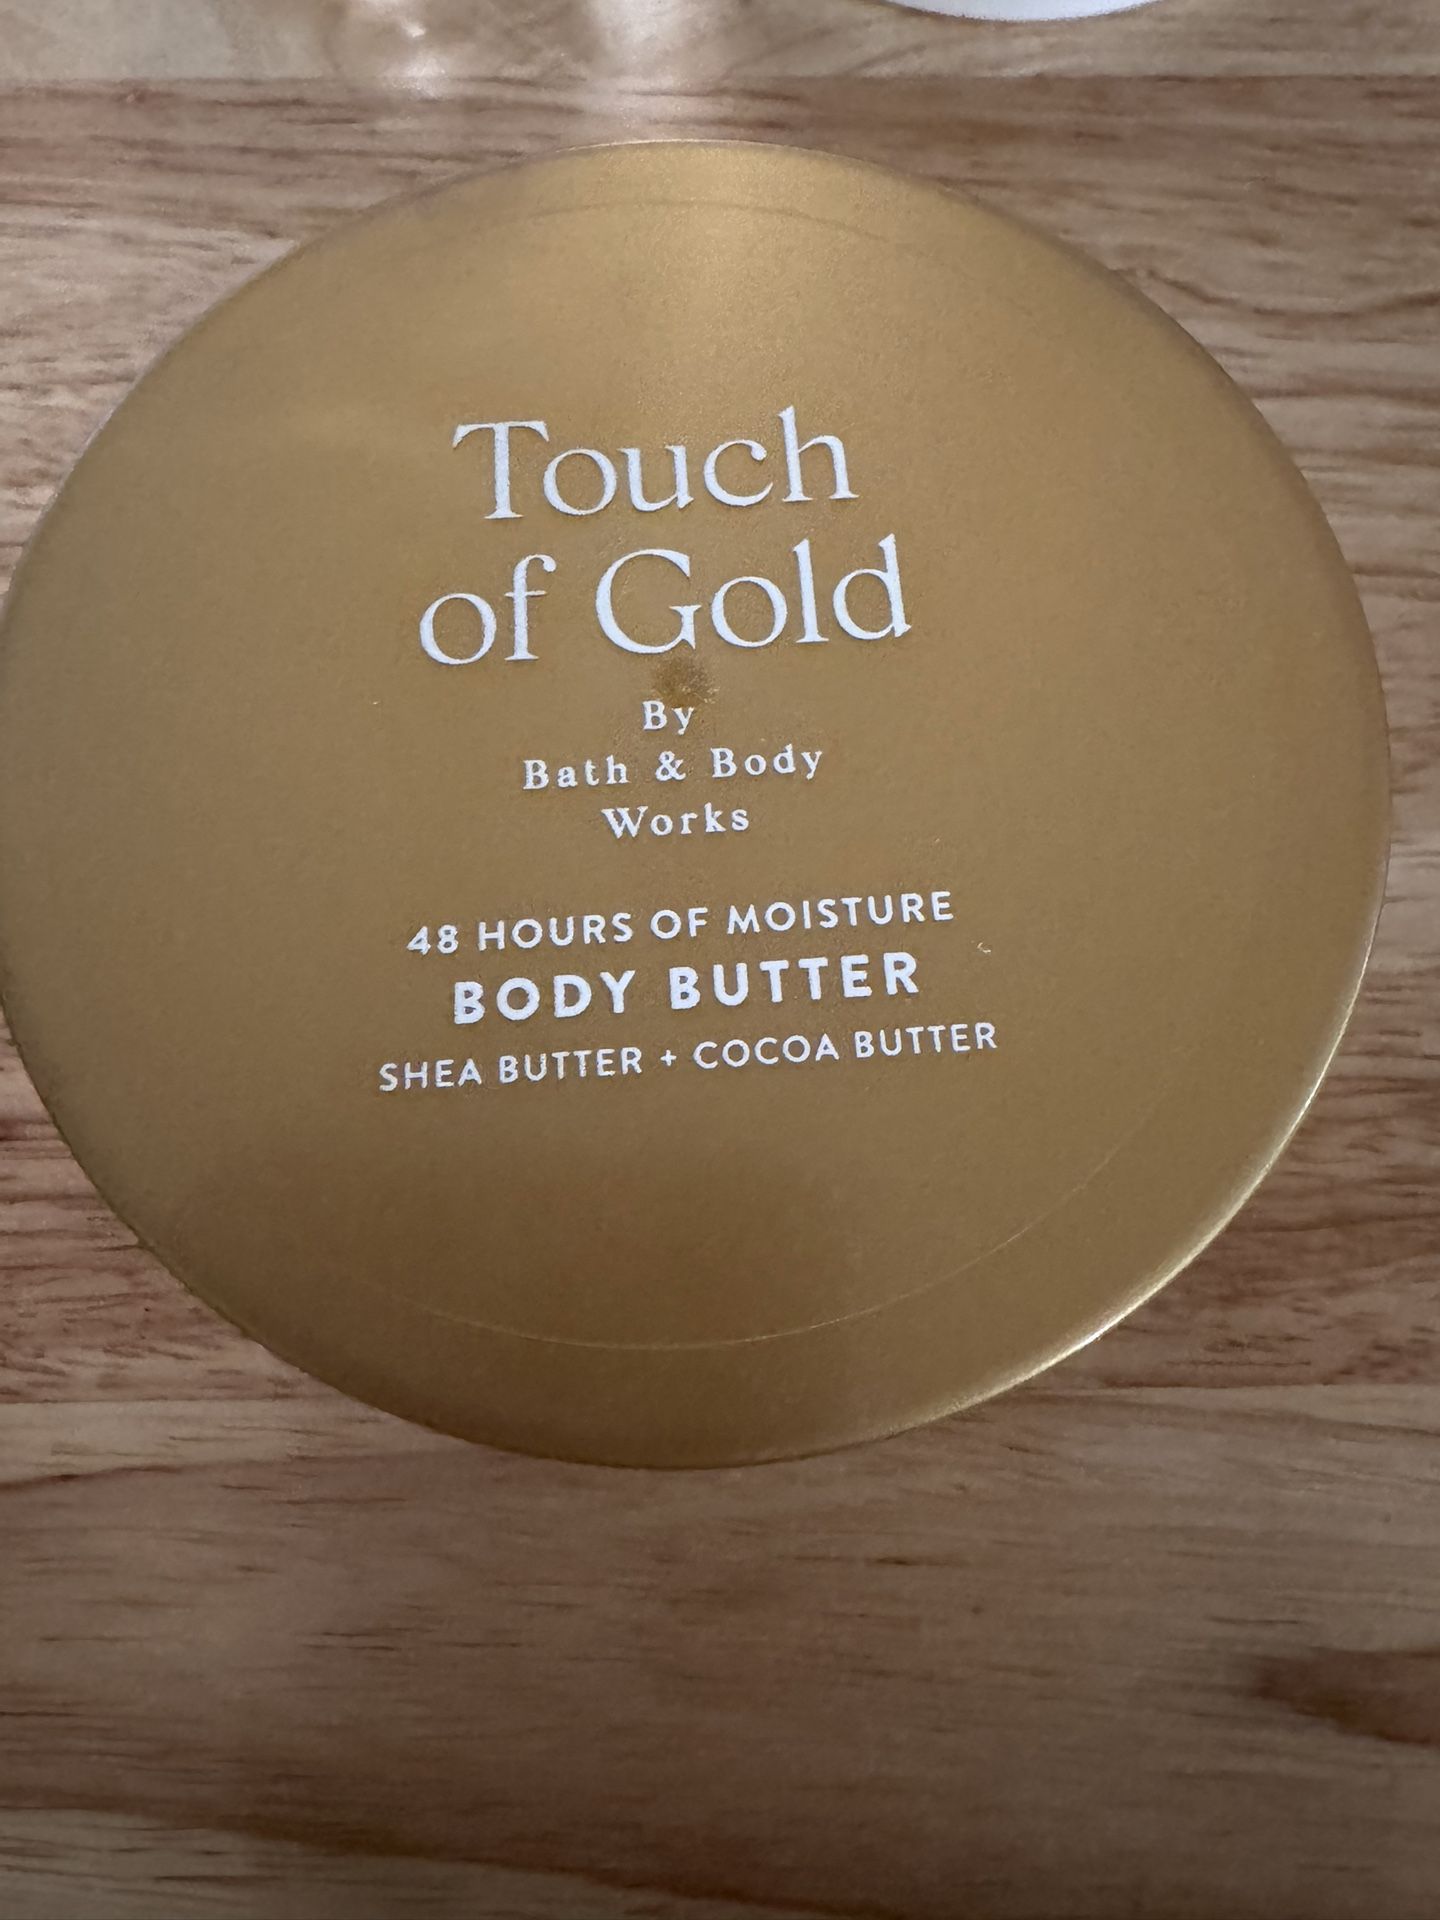 Touch
of Gold
By
Bath & Body
Works
48 HOURS OF MOISTURE
BODY BUTTER
SHEA BUTTER + COCOA BUTTER